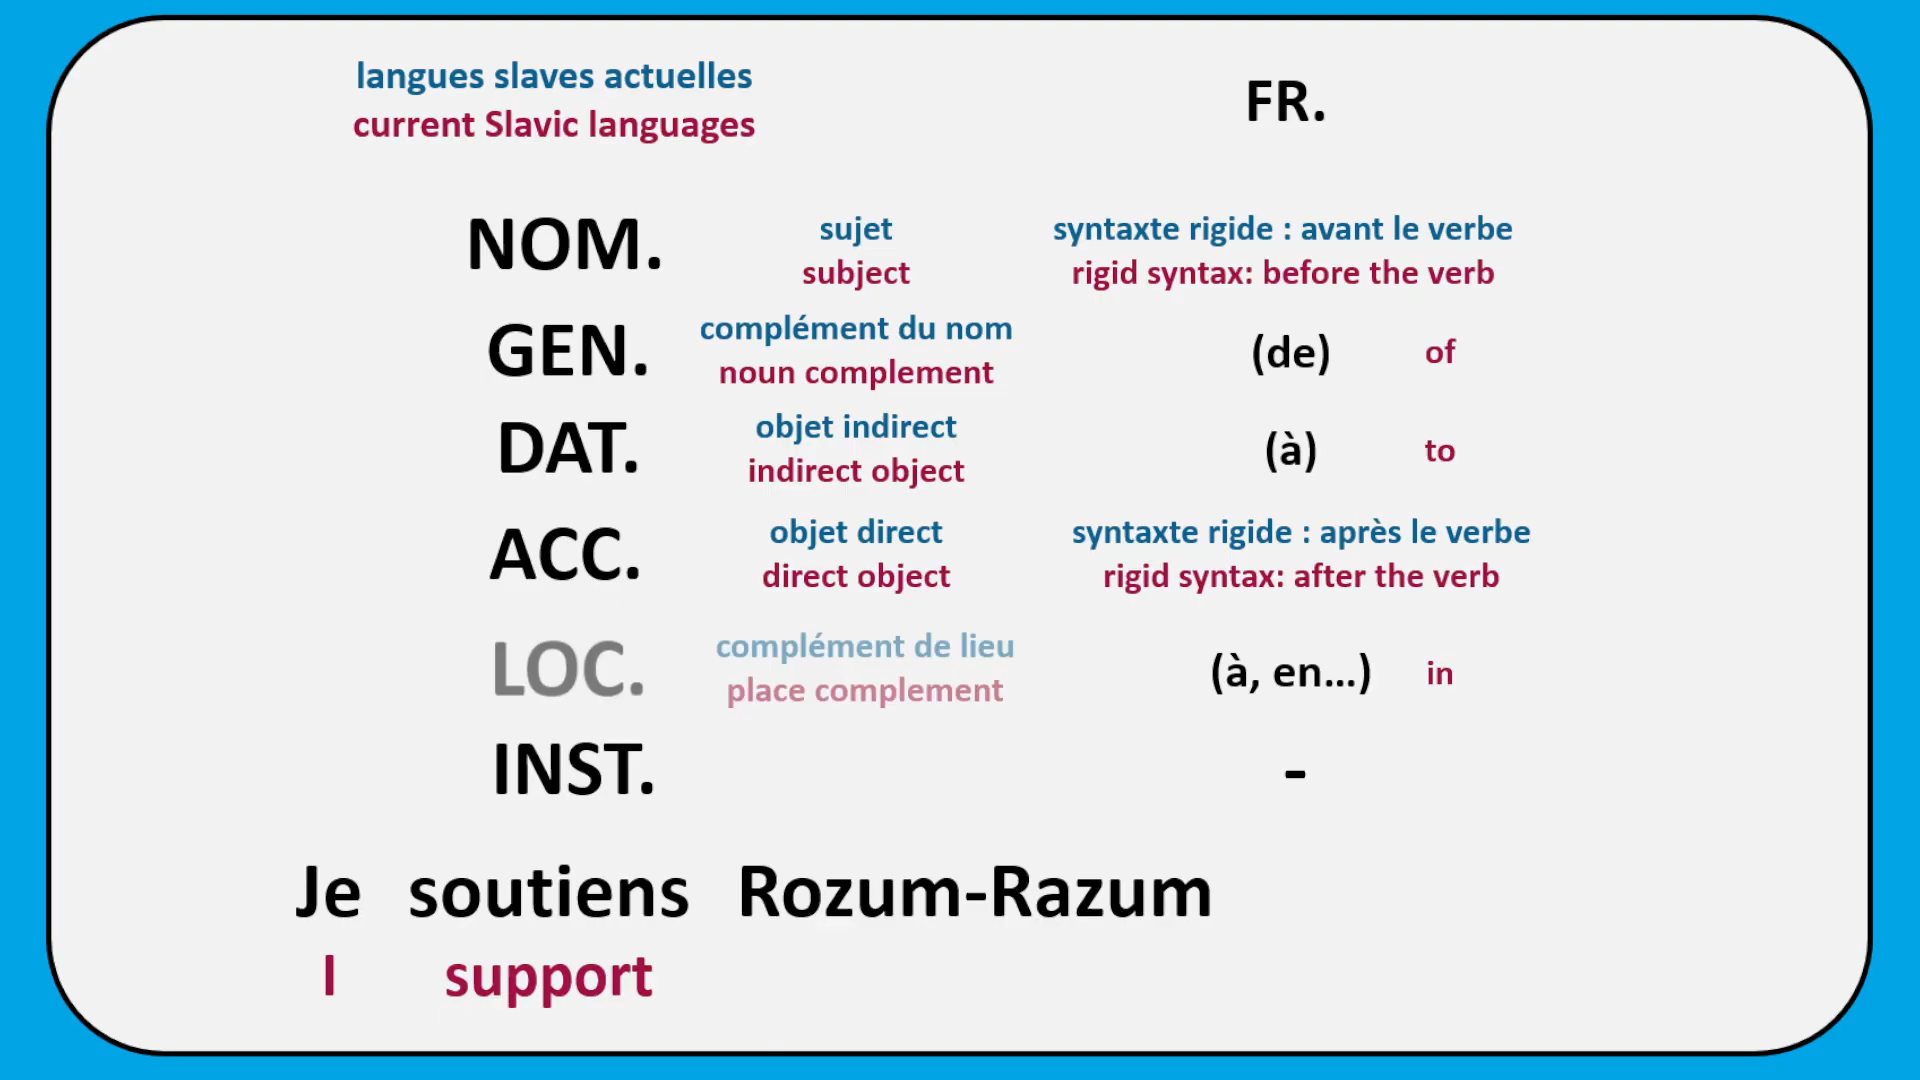 langues slaves actuelles
current Slavic languages
FR.
NOM.
sujet
subject
syntaxte rigide : avant le verbe
rigid syntax: before the verb
GEN.
complément du nom
noun complement
(de) of
DAT.
objet indirect
indirect object
(à) to
ACC.
objet direct
direct object
syntaxte rigide : après le verbe
rigid syntax: after the verb
LOC.
complément de lieu
place complement
(à, en...) in
INST. -
Je soutiens Rozum-Razum
I support